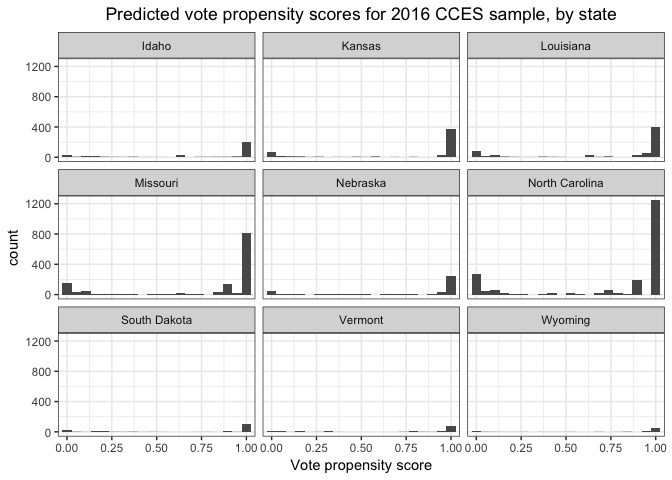 Predicted vote propensity scores for 2016 CCES sample, by state
Idaho Kansas Louisiana
1200
800
400
0
Missouri Nebraska North Carolina
1200
800
400
0
South Dakota Vermont Wyoming
1200
800
400
0
0.00 0.25 0.50 0.75 1.00 0.00 0.25 0.50 0.75 1.00 0.00 0.25 0.50 0.75 1.00
Vote propensity score
count